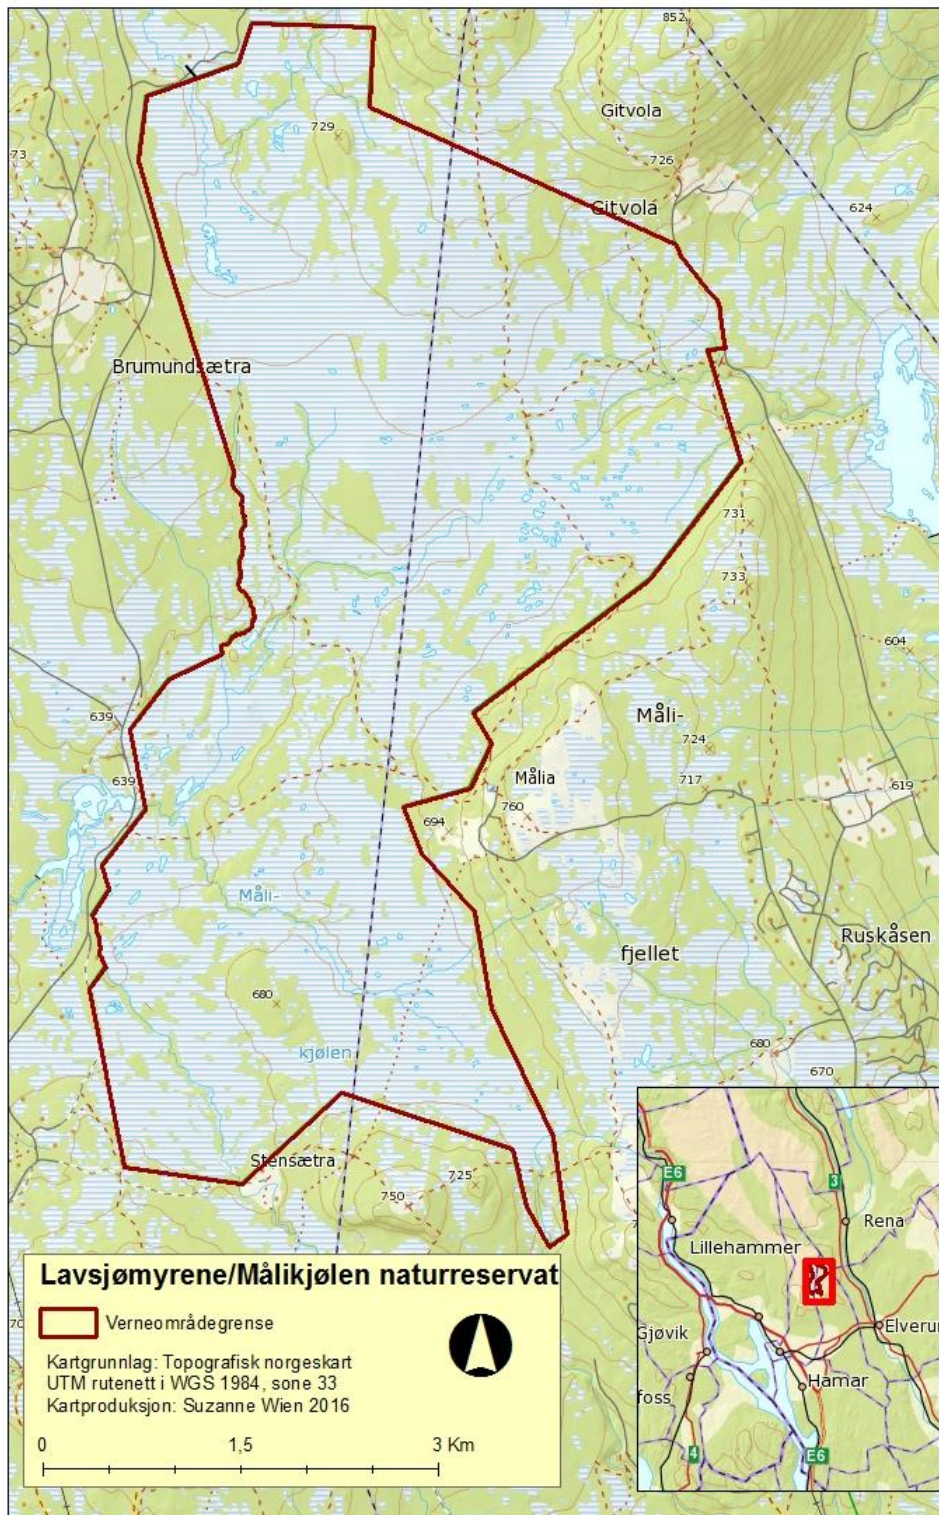 852
Gitvola
729
73
726
Gitvola
624
Brumundsætra
731
733
604
639
Måli-
724
639
Målia
717
619
760
694
Måli-
Ruskåsen
fjellet
680
kjølen
680
670
Stensætra
725
750
Lavsjømyrene/Målikjølen naturreservat
Verneområdegrense
Kartgrunnlag: Topografisk norgeskart
UTM rutenett i WGS 1984, sone 33
Kartproduksjon: Suzanne Wien 2016
0 1,5 3 Km
E6
3
Rena
Lillehammer
Gjøvik
Elverum
Hamar
foss
4
E6